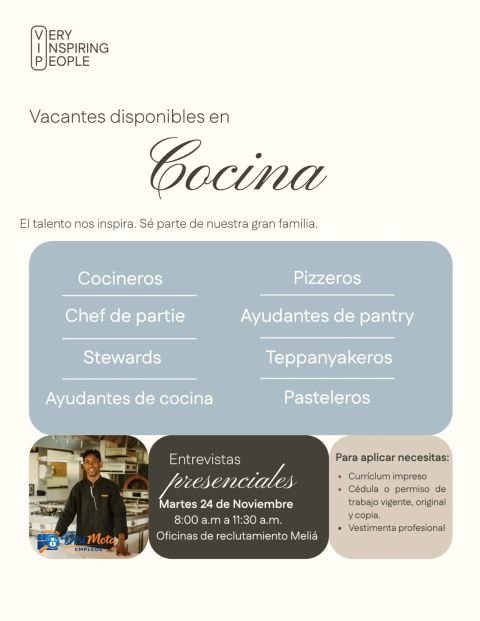 VERY
INSPIRING
PEOPLE
Vacantes disponibles en
Cocina
El talento nos inspira. Sé parte de nuestra gran familia.
Cocineros
Chef de partie
Stewards
Ayudantes de cocina
Pizzeros
Ayudantes de pantry
Teppanyakeros
Pasteleros
Mota
EMPLEOS
Entrevistas
presenciales
Martes 24 de Noviembre
8:00 a.m a 11:30 a.m.
Oficinas de reclutamiento Meliá
Para aplicar necesitas:
• Currículm impreso
• Cédula o permiso de
trabajo vigente, original
y copia.
• Vestimenta profesional